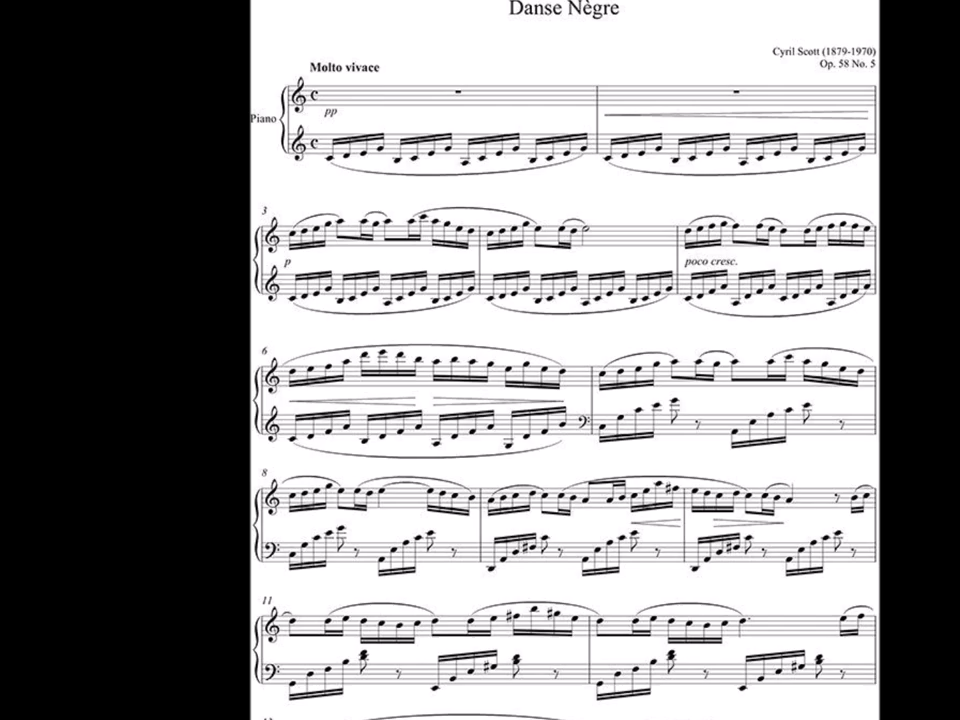 Danse Nègre
Cyril Scott (1879-1970)
Op. 58 No. 5
Molto vivace
Piano
pp
3
p
poco cresc.
6
8
11